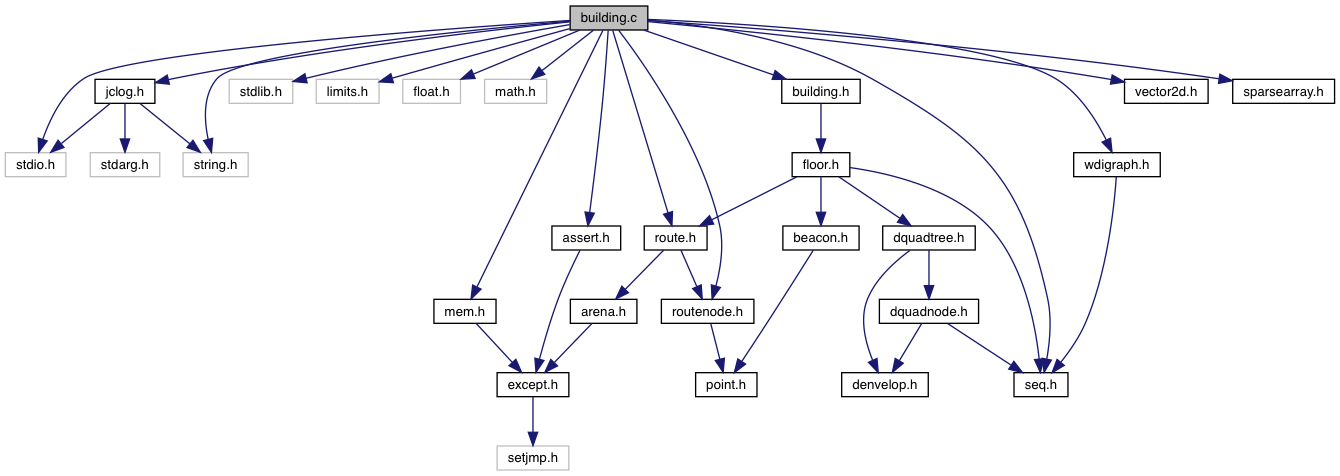 building.c
jclog.h
stdlib.h
limits.h
float.h
math.h
building.h
vector2d.h
sparsearray.h
stdio.h
stdarg.h
string.h
floor.h
wdigraph.h
assert.h
route.h
beacon.h
dquadtree.h
mem.h
arena.h
routenode.h
dquadnode.h
except.h
point.h
denvelop.h
seq.h
setjmp.h